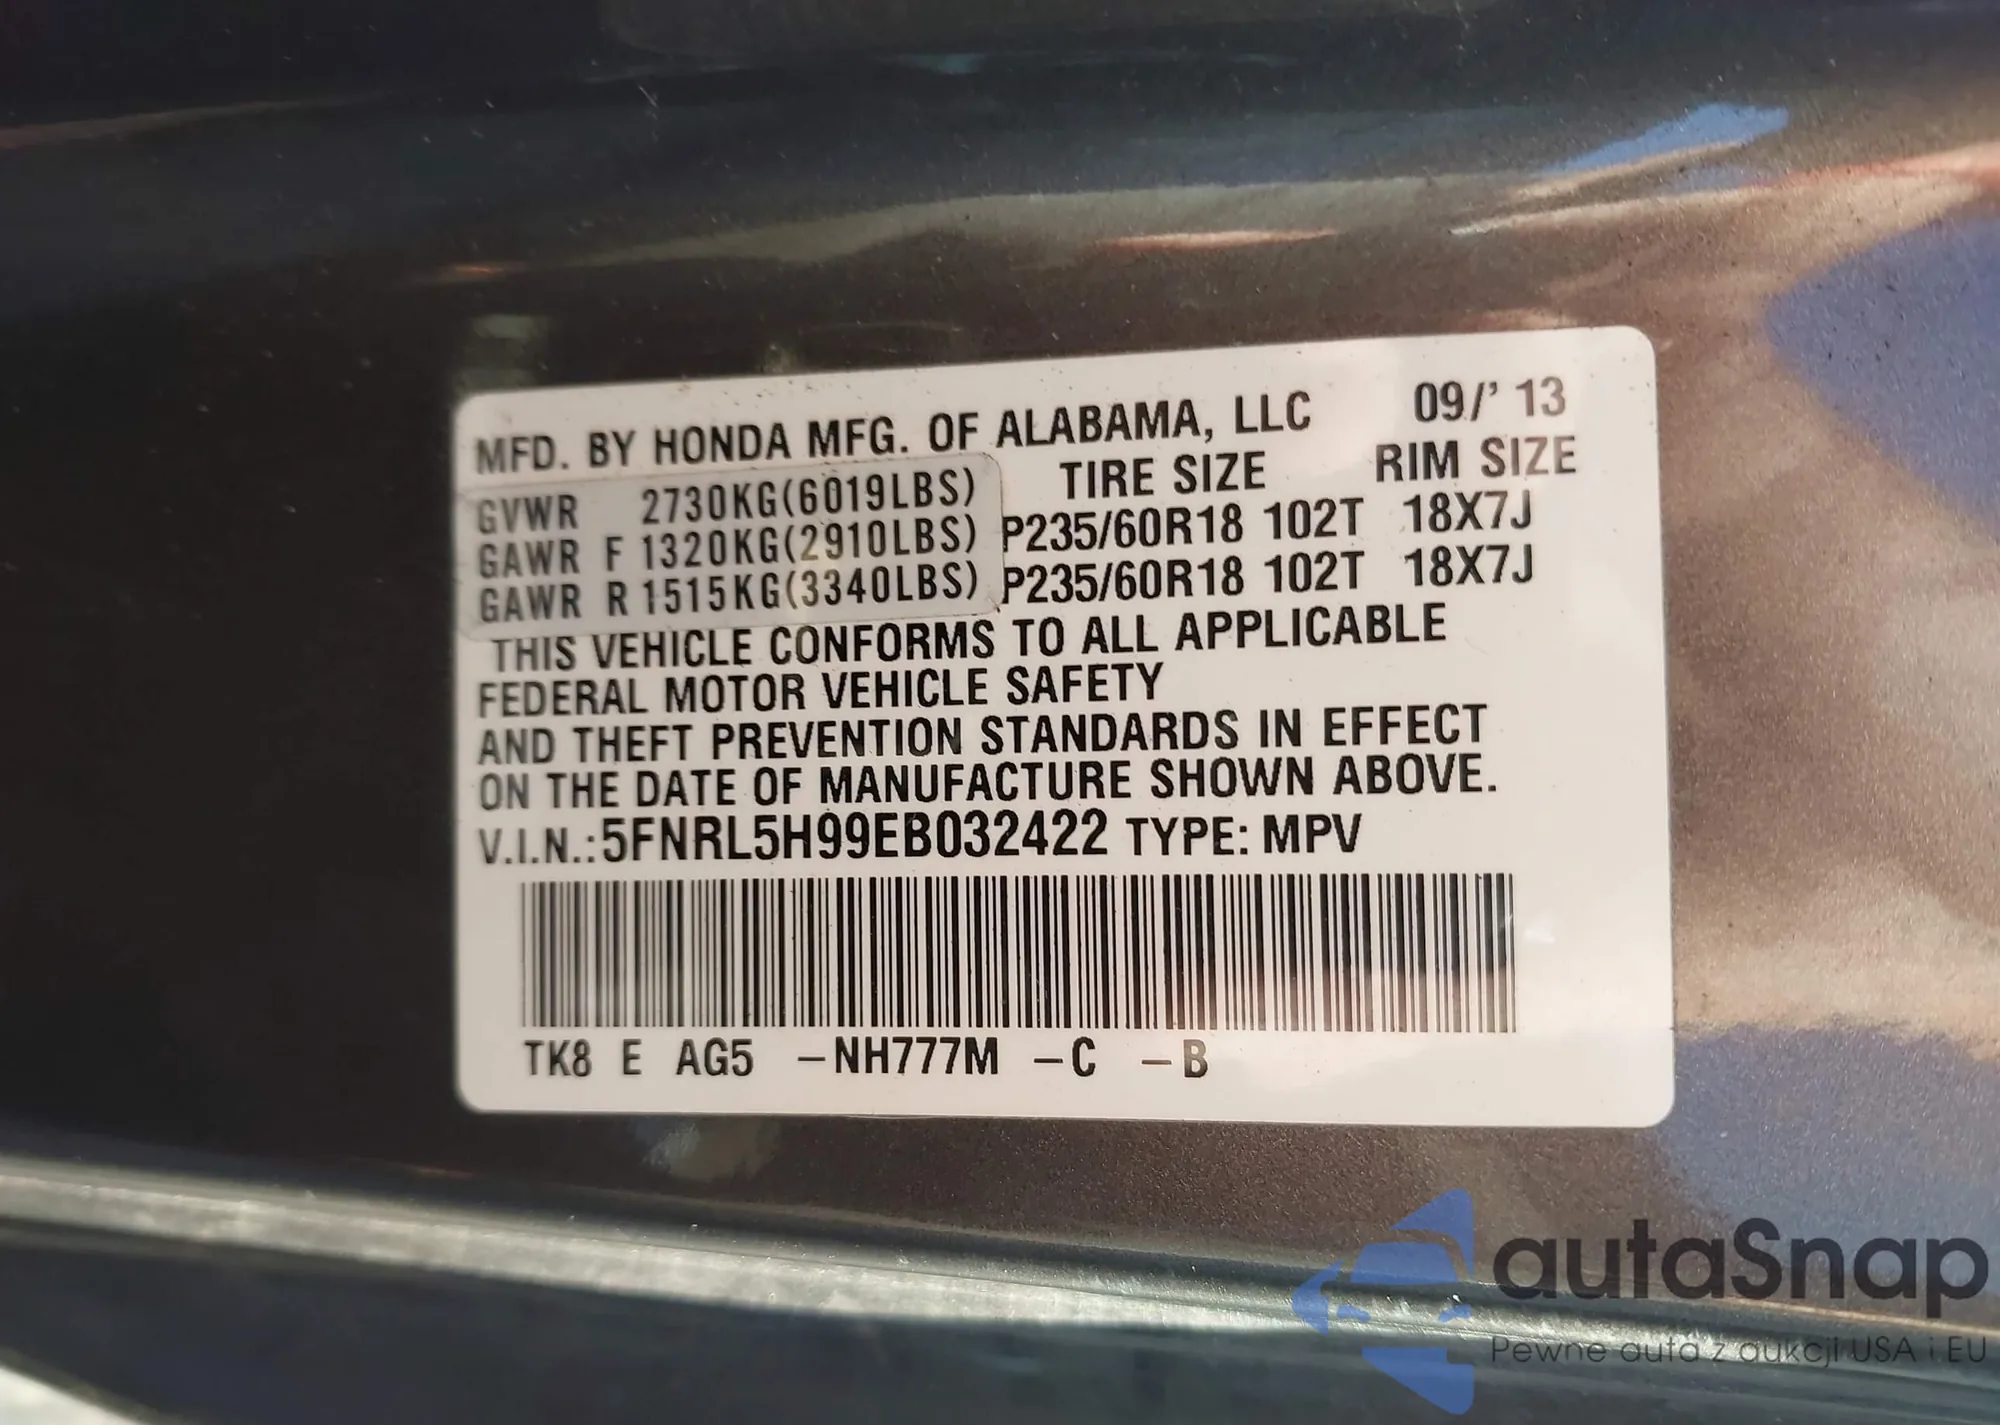 MFD. BY HONDA MFG. OF ALABAMA, LLC 09/' 13
GVWR 2730KG(6019LBS) TIRE SIZE RIM SIZE
GAWR F 1320KG(2910LBS) P235/60R18 102T 18X7J
GAWR R 1515KG(3340LBS) P235/60R18 102T 18X7J
THIS VEHICLE CONFORMS TO ALL APPLICABLE
FEDERAL MOTOR VEHICLE SAFETY
AND THEFT PREVENTION STANDARDS IN EFFECT
ON THE DATE OF MANUFACTURE SHOWN ABOVE.
V.I.N.:5FNRL5H99EB032422 TYPE: MPV
TK8 E AG5 –NH777M –C –B
autaSnap
Pewne auta z aukcji USA i EU